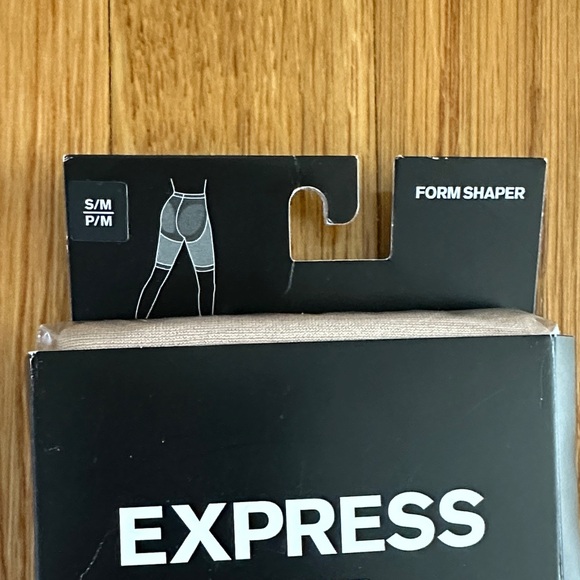 S/M
P/M
FORM SHAPER
EXPRESS